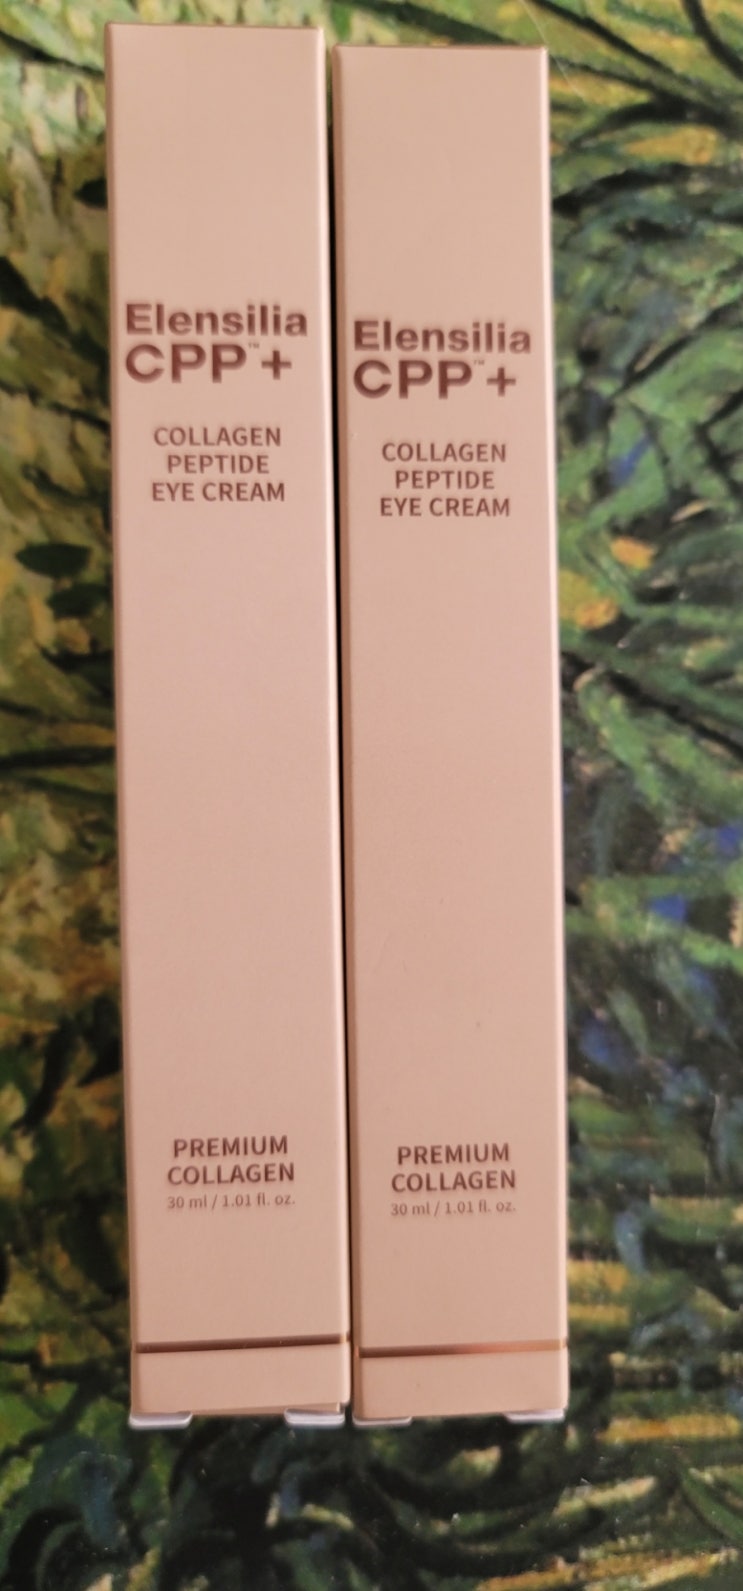 Elensilia
CPP™+
COLLAGEN
PEPTIDE
EYE CREAM
PREMIUM
COLLAGEN
30 ml / 1.01 fl. oz.
Elensilia
CPP™+
COLLAGEN
PEPTIDE
EYE CREAM
PREMIUM
COLLAGEN
30 ml / 1.01 fl. oz.